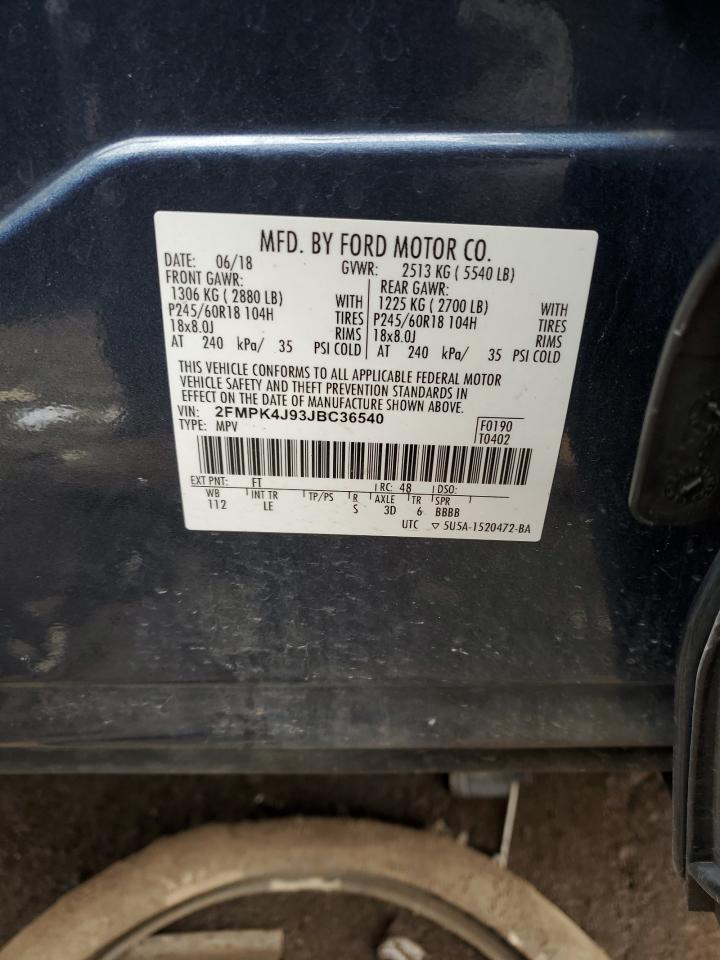 MFD. BY FORD MOTOR CO.
DATE: 06/18 GVWR: 2513 KG ( 5540 LB)
FRONT GAWR: REAR GAWR:
1306 KG ( 2880 LB) WITH 1225 KG ( 2700 LB) WITH
P245/60R18 104H TIRES P245/60R18 104H TIRES
18x8.0J RIMS 18x8.0J RIMS
AT 240 kPa/ 35 PSI COLD AT 240 kPa/ 35 PSI COLD
THIS VEHICLE CONFORMS TO ALL APPLICABLE FEDERAL MOTOR
VEHICLE SAFETY AND THEFT PREVENTION STANDARDS IN
EFFECT ON THE DATE OF MANUFACTURE SHOWN ABOVE.
VIN: 2FMPK4J93JBC36540 F0190
TYPE: MPV T0402
EXT PNT: FT RC: 48 DSO:
WB INT TR TP/PS R AXLE TR SPR
112 LE S 3D 6 BBBB
UTC ▽ 5U5A-1520472-BA